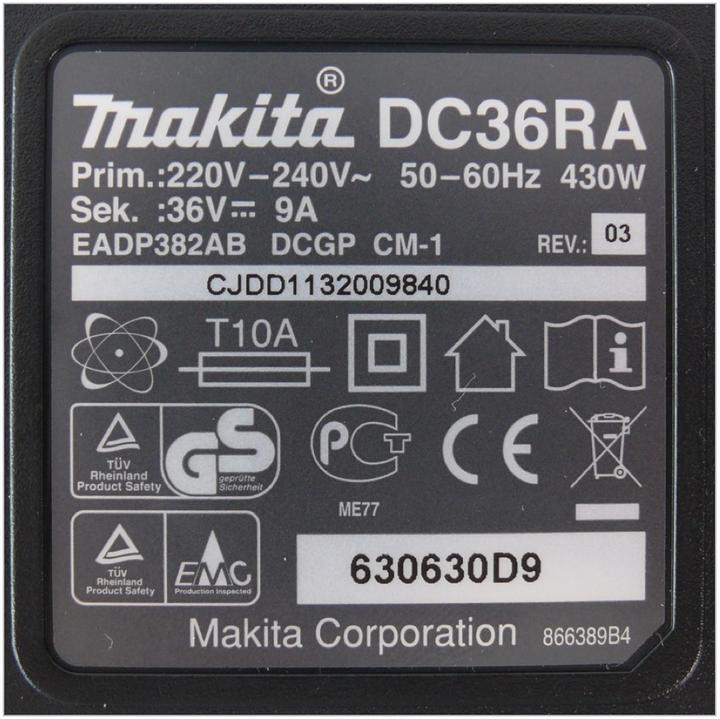 makita® DC36RA
Prim.:220V–240V~ 50–60Hz 430W
Sek. :36V⎓ 9A
EADP382AB DCGP CM-1 REV.: 03
CJDD1132009840
T10A
i
TÜV
Rheinland
Product Safety
GS
geprüfte
Sicherheit
PCT
CE
ME77
TÜV
Rheinland
Product Safety
EMC
Production Inspected
630630D9
Makita Corporation 866389B4